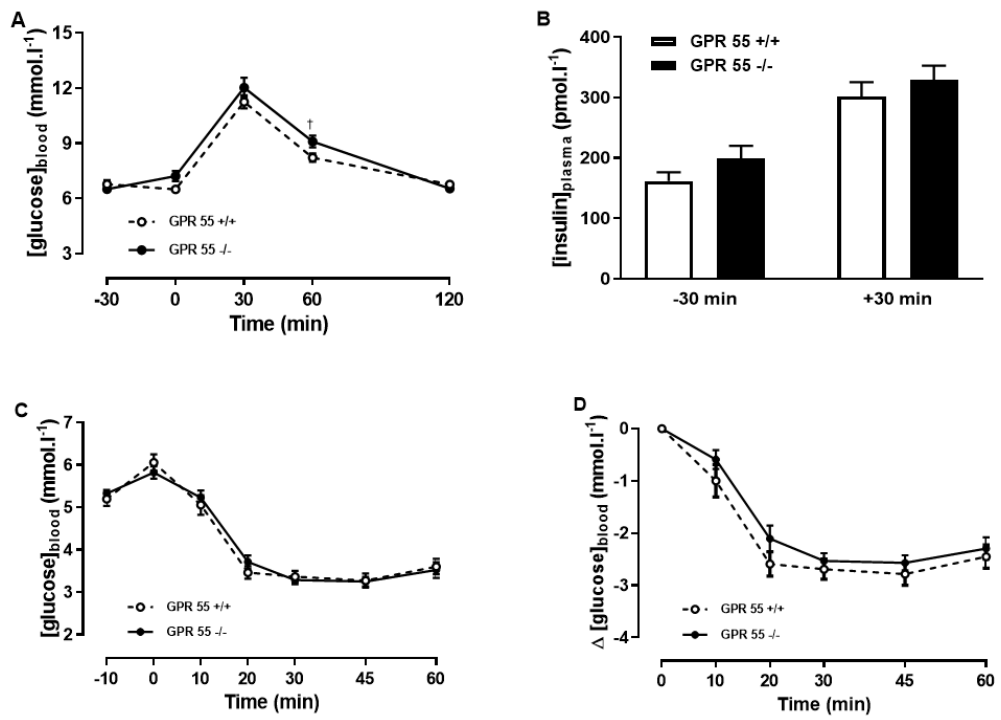 A
[glucose]blood (mmol.l-1)
15
12
9
6
3
†
GPR 55 +/+
GPR 55 -/-
-30 0 30 60 120
Time (min)
B
[insulin]plasma (pmol.l-1)
400
300
200
100
0
GPR 55 +/+
GPR 55 -/-
-30 min +30 min
C
[glucose]blood (mmol.l-1)
7
6
5
4
3
2
GPR 55 +/+
GPR 55 -/-
-10 0 10 20 30 45 60
Time (min)
D
Δ [glucose]blood (mmol.l-1)
0
-1
-2
-3
-4
GPR 55 +/+
GPR 55 -/-
0 10 20 30 45 60
Time (min)